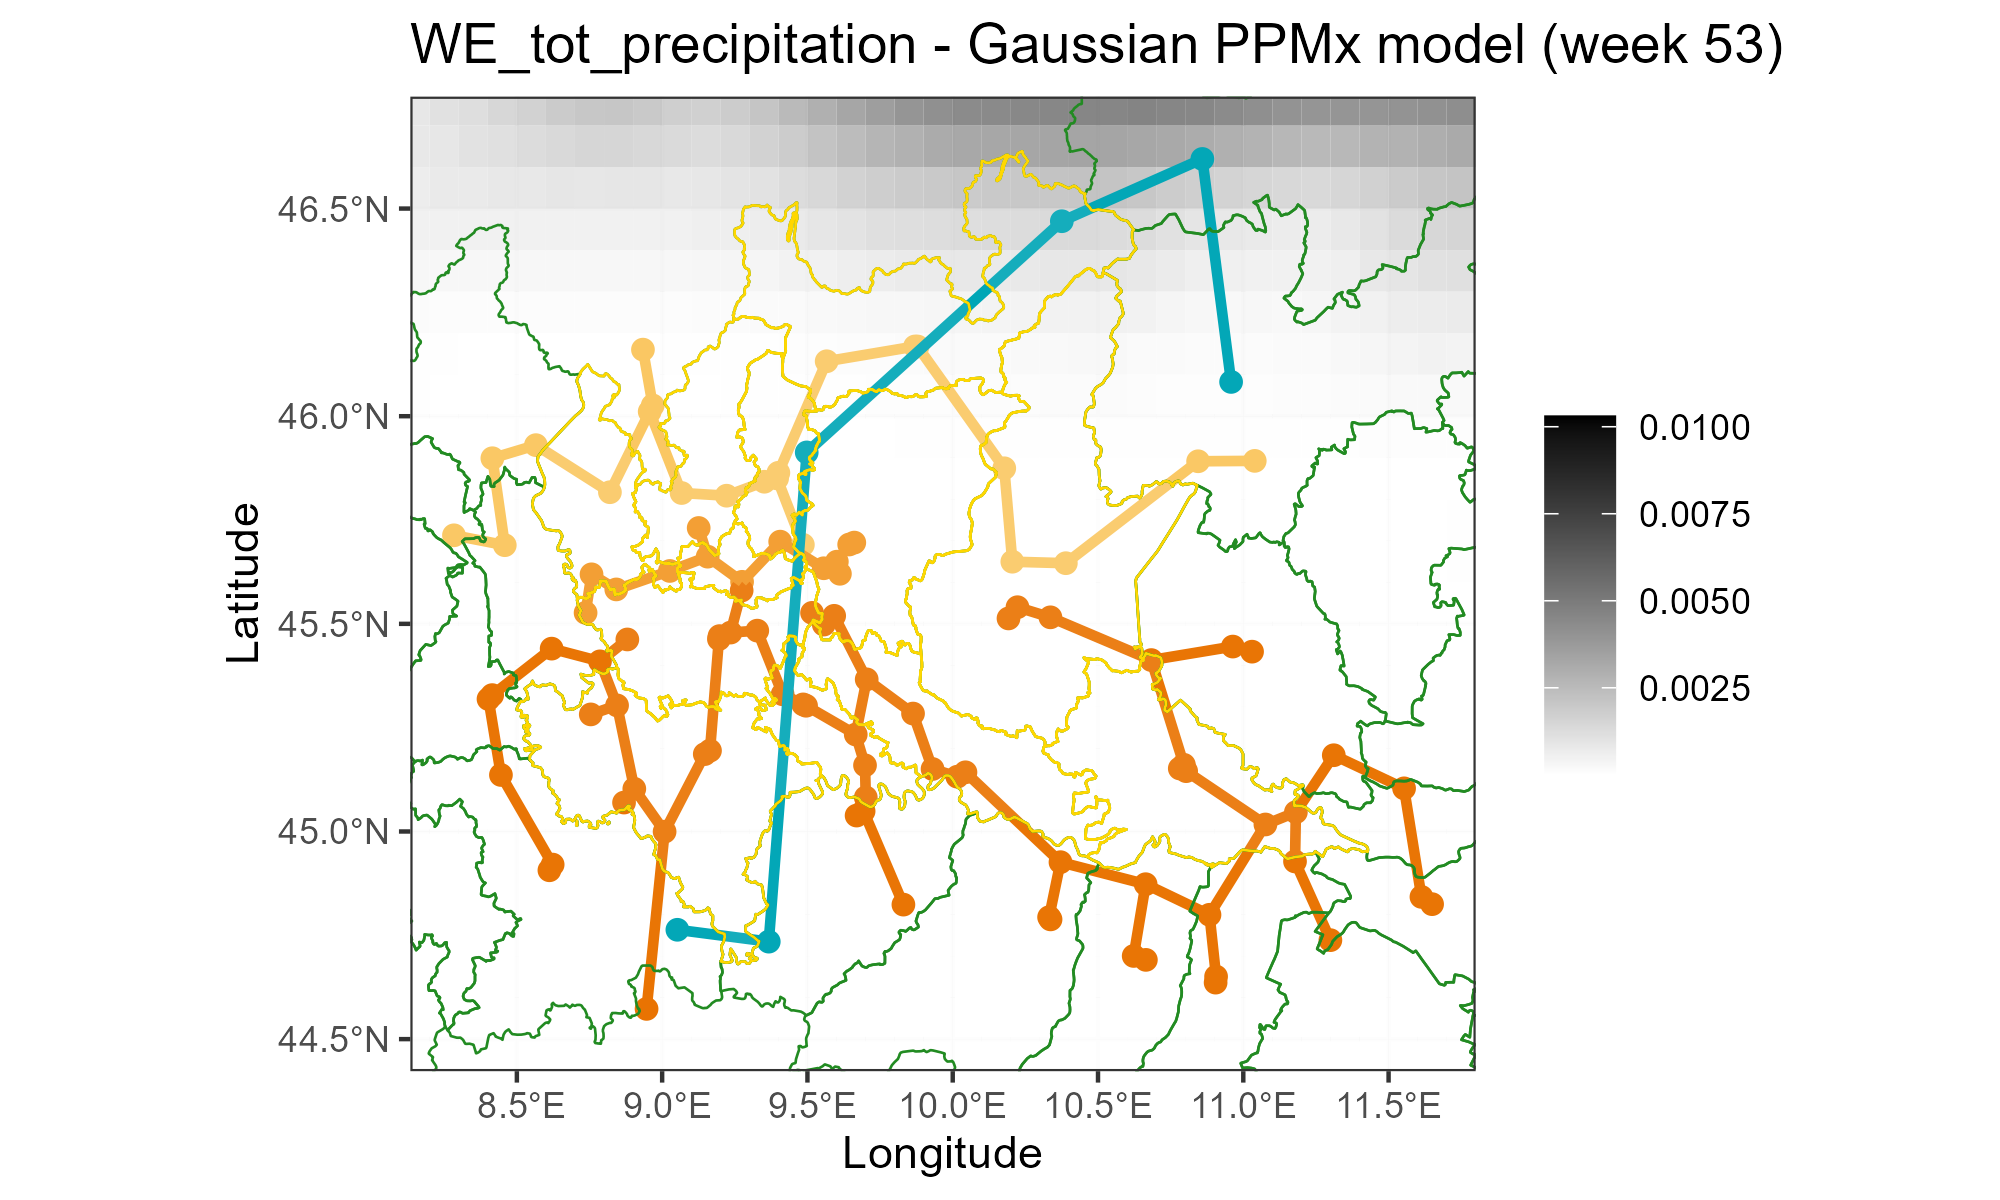 WE_tot_precipitation - Gaussian PPMx model (week 53)
46.5°N
46.0°N
45.5°N
45.0°N
44.5°N
Latitude
8.5°E
9.0°E
9.5°E
10.0°E
10.5°E
11.0°E
11.5°E
Longitude
0.0100
0.0075
0.0050
0.0025